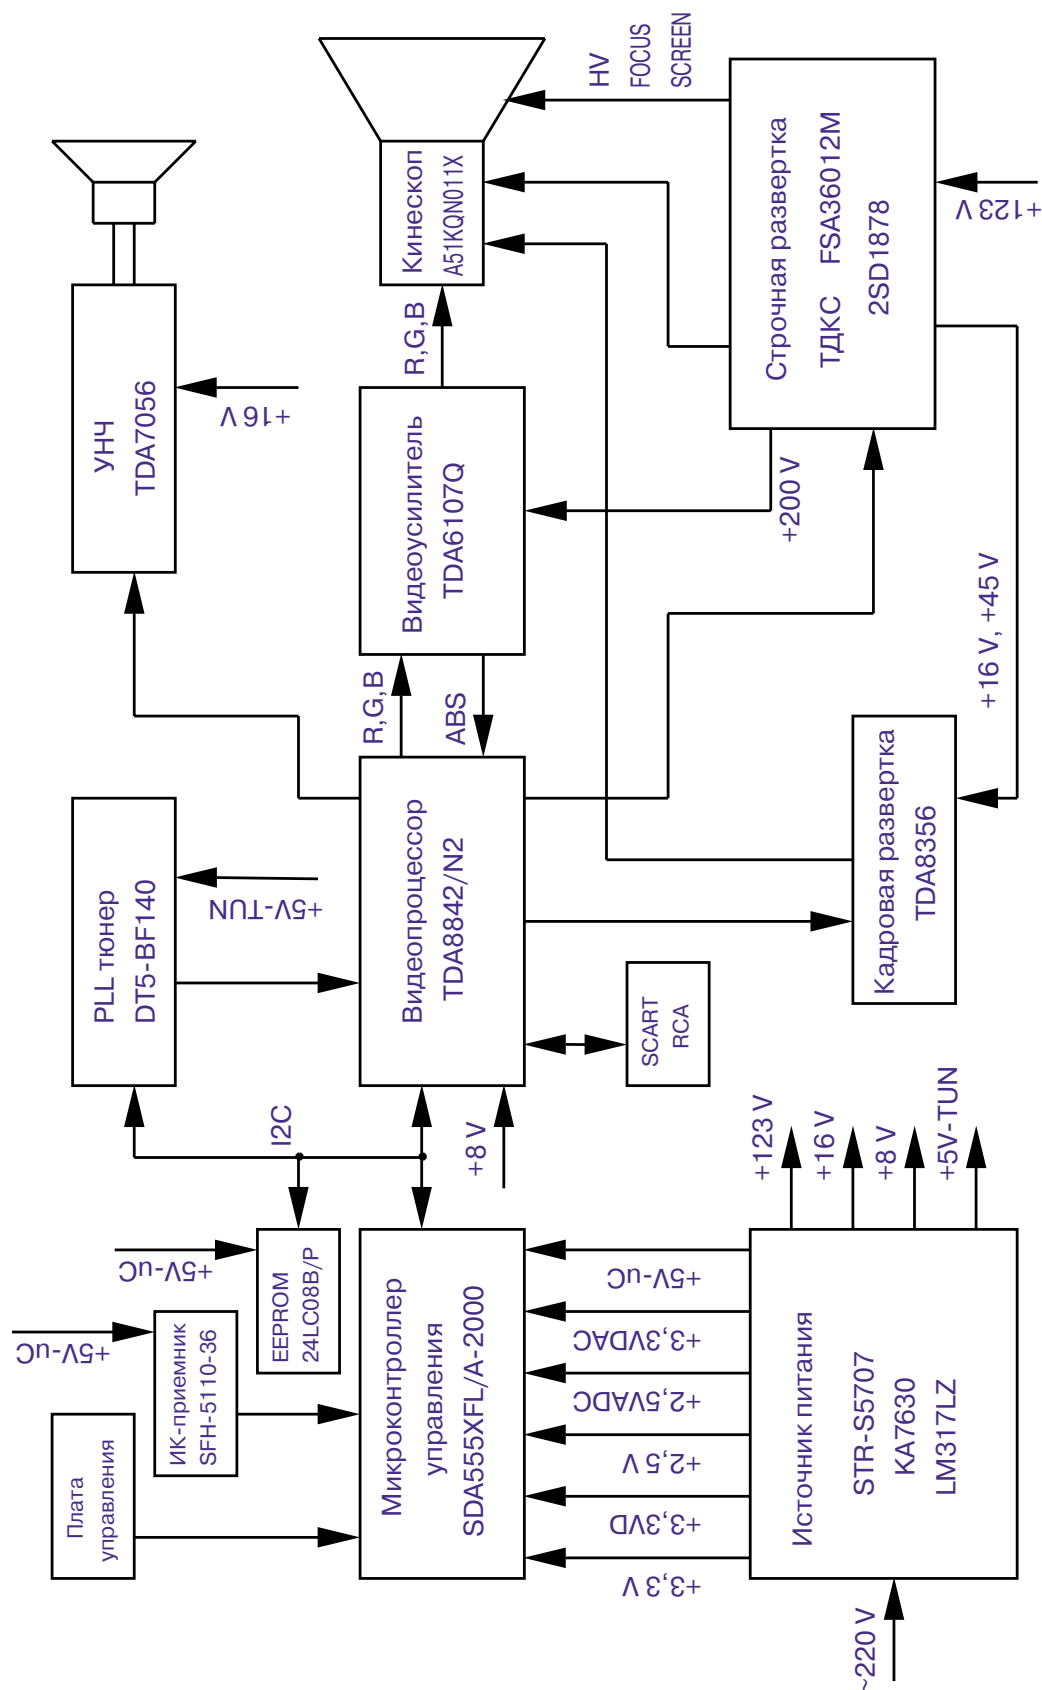 Плата
управления
+5V-uC
ИК-приемник
SFH-5110-36
+5V-uC
EEPROM
24LC08B/P
I2C
PLL тюнер
DT5-BF140
+5V-TUN
УНЧ
TDA7056
+16 V
Микроконтроллер
управления
SDA555XFL/A-2000
+8 V
Видеопроцессор
TDA8842/N2
R,G,B
ABS
Видеоусилитель
TDA6107Q
R,G,B
Кинескоп
A51KQN011X
HV
FOCUS
SCREEN
+3,3 V
+3,3VD
+2,5 V
+2,5VADC
+3,3VDAC
+5V-uC
SCART
RCA
~220 V
Источник питания
STR-S5707
KA7630
LM317LZ
+123 V
+16 V
+8 V
+5V-TUN
Кадровая развертка
TDA8356
+200 V
+16 V, +45 V
Строчная развертка
ТДКС FSA36012M
2SD1878
+123 V